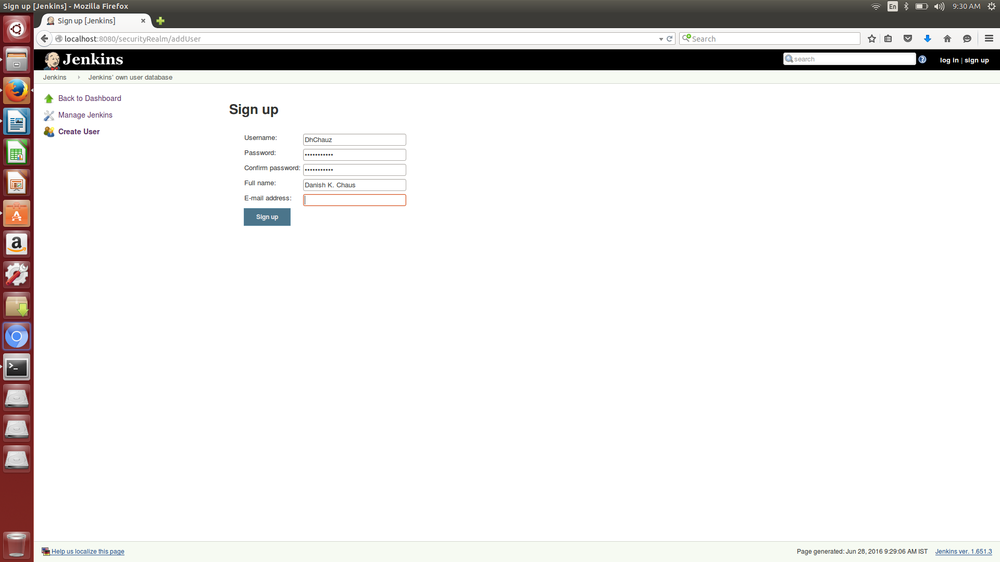 Sign up [Jenkins] - Mozilla Firefox
En
9:30 AM
Sign up [Jenkins]
localhost:8080/securityRealm/addUser
Search
Jenkins
search
log in | sign up
Jenkins
Jenkins’ own user database
Back to Dashboard
Manage Jenkins
Create User
Sign up
Username:
DhChauz
Password:
•••••••••••
Confirm password:
•••••••••••
Full name:
Danish K. Chaus
E-mail address:
Sign up
Help us localize this page
Page generated: Jun 28, 2016 9:29:06 AM IST
Jenkins ver. 1.651.3